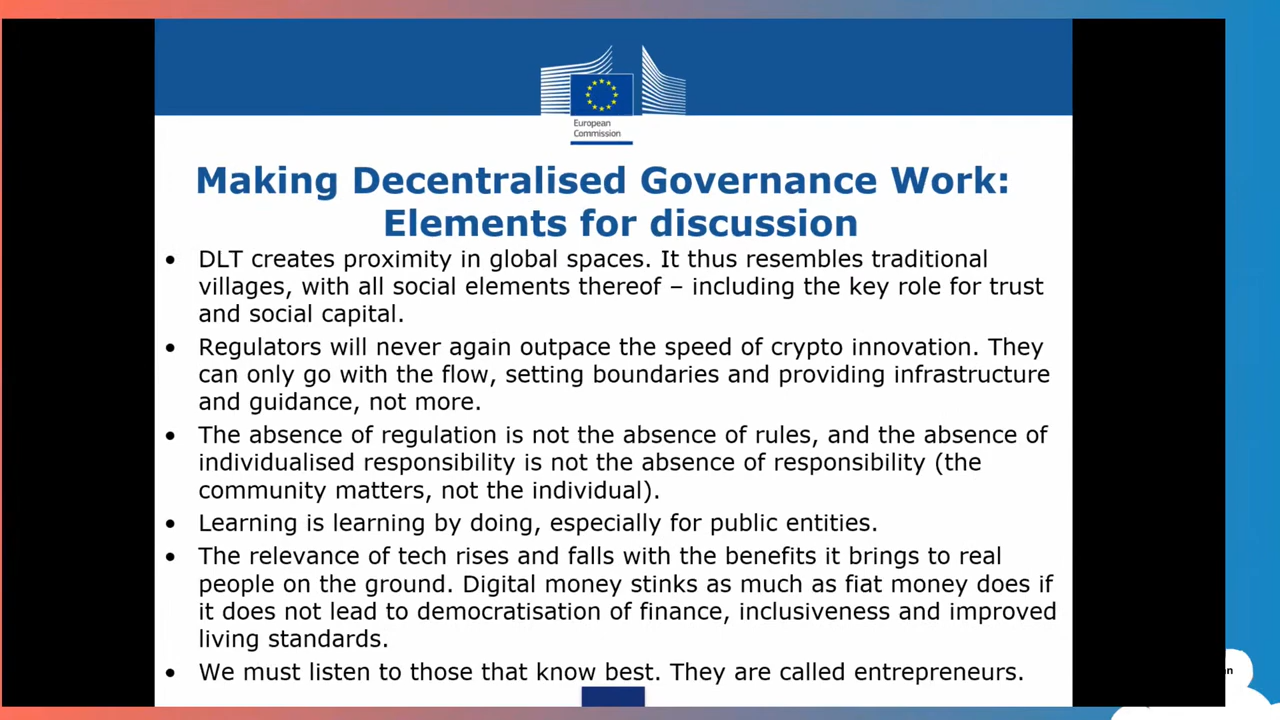 European
Commission
Making Decentralised Governance Work:
Elements for discussion
• DLT creates proximity in global spaces. It thus resembles traditional
villages, with all social elements thereof – including the key role for trust
and social capital.
• Regulators will never again outpace the speed of crypto innovation. They
can only go with the flow, setting boundaries and providing infrastructure
and guidance, not more.
• The absence of regulation is not the absence of rules, and the absence of
individualised responsibility is not the absence of responsibility (the
community matters, not the individual).
• Learning is learning by doing, especially for public entities.
• The relevance of tech rises and falls with the benefits it brings to real
people on the ground. Digital money stinks as much as fiat money does if
it does not lead to democratisation of finance, inclusiveness and improved
living standards.
• We must listen to those that know best. They are called entrepreneurs.